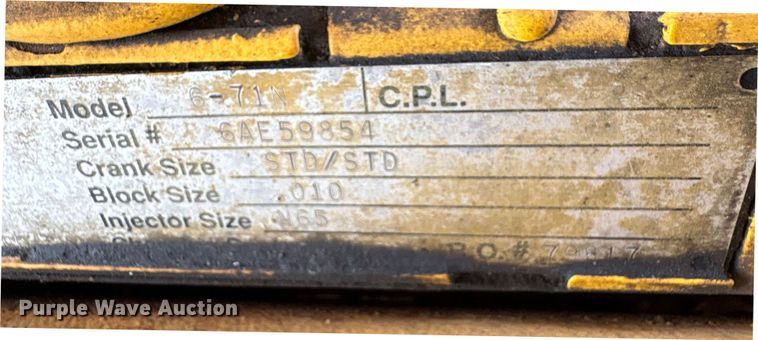 Model 6-71N C.P.L.
Serial # 6AE59854
Crank Size STD/STD
Block Size .010
Injector Size N65
R.O.#
Purple Wave Auction